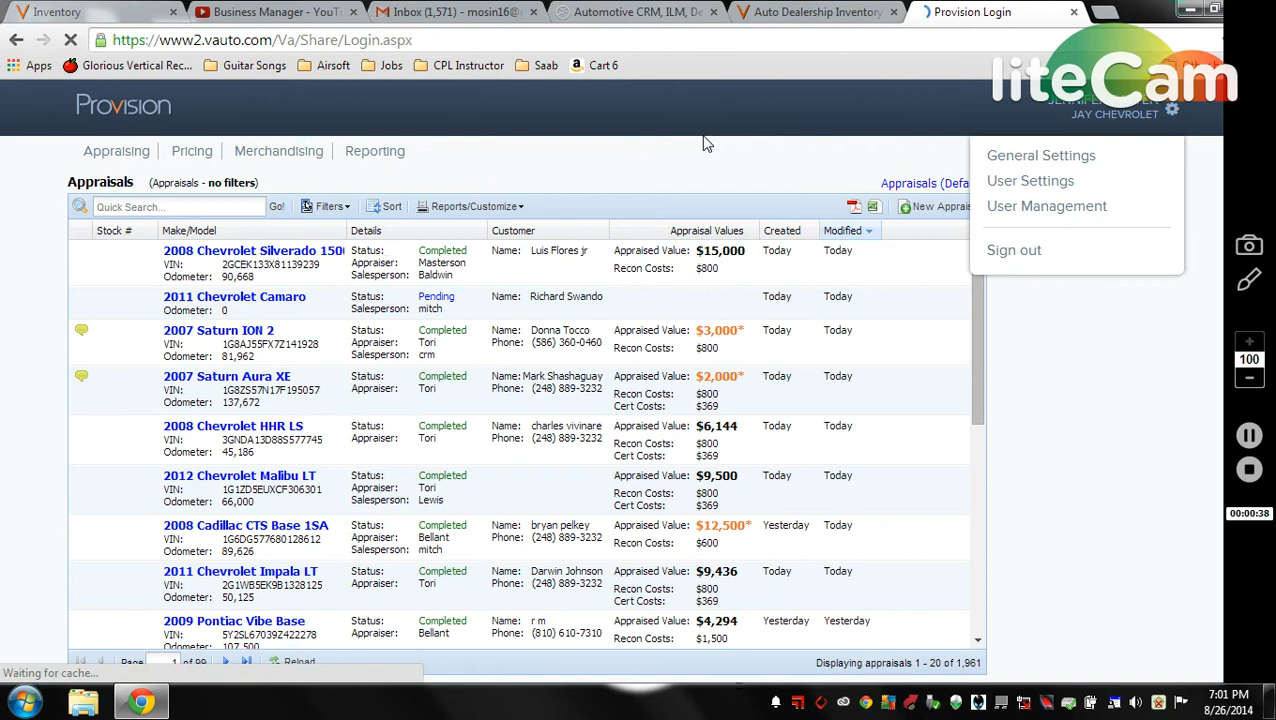 Inventory
Business Manager - YouT
Inbox (1,571) - mosin16@
Automotive CRM, ILM, De
Auto Dealership Inventory
Provision Login
https://www2.vauto.com/Va/Share/Login.aspx
Apps
Glorious Vertical Rec...
Guitar Songs
Airsoft
Jobs
CPL Instructor
Saab
Cart 6
liteCam
Provision
JAY CHEVROLET
Appraising
Pricing
Merchandising
Reporting
General Settings
User Settings
User Management
Sign out
Appraisals (Appraisals - no filters)
Appraisals (Defa
Quick Search...
Go!
Filters
Sort
Reports/Customize
New Apprais
Stock # Make/Model Details Customer Appraisal Values Created Modified
2008 Chevrolet Silverado 150 Status: Completed Name: Luis Flores jr Appraised Value: $15,000 Today Today
VIN: 2GCEK133X81139239 Appraiser: Masterson Recon Costs: $800
Odometer: 90,668 Salesperson: Baldwin
2011 Chevrolet Camaro Status: Pending Name: Richard Swando Today Today
Odometer: 0 Salesperson: mitch
2007 Saturn ION 2 Status: Completed Name: Donna Tocco Appraised Value: $3,000* Today Today
VIN: 1G8AJ55FX7Z141928 Appraiser: Tori Phone: (586) 360-0460 Recon Costs: $800
Odometer: 81,962 Salesperson: crm
2007 Saturn Aura XE Status: Completed Name: Mark Shashaguay Appraised Value: $2,000* Today Today
VIN: 1G8ZS57N17F195057 Appraiser: Tori Phone: (248) 889-3232 Recon Costs: $800
Odometer: 137,672 Cert Costs: $369
2008 Chevrolet HHR LS Status: Completed Name: charles vivinare Appraised Value: $6,144 Today Today
VIN: 3GNDA13D88S577745 Appraiser: Tori Phone: (248) 889-3232 Recon Costs: $800
Odometer: 45,186 Cert Costs: $369
2012 Chevrolet Malibu LT Status: Completed Appraised Value: $9,500 Today Today
VIN: 1G1ZD5EUXCF306301 Appraiser: Tori Recon Costs: $800
Odometer: 66,000 Salesperson: Lewis Cert Costs: $369
2008 Cadillac CTS Base 1SA Status: Completed Name: bryan pelkey Appraised Value: $12,500* Yesterday Today
VIN: 1G6DG577680128612 Appraiser: Bellant Phone: (248) 889-3232 Recon Costs: $600
Odometer: 89,626 Salesperson: mitch
2011 Chevrolet Impala LT Status: Completed Name: Darwin Johnson Appraised Value: $9,436 Today Today
VIN: 2G1WB5EK9B1328125 Appraiser: Tori Phone: (248) 889-3232 Recon Costs: $800
Odometer: 50,125 Cert Costs: $369
2009 Pontiac Vibe Base Status: Completed Name: r m Appraised Value: $4,294 Yesterday Yesterday
VIN: 5Y2SL67039Z422278 Appraiser: Bellant Phone: (810) 610-7310 Recon Costs: $1,500
Odometer: 107,500
Page 1 of 99 Reload Displaying appraisals 1 - 20 of 1,961
Waiting for cache...
100
00:00:38
7:01 PM
8/26/2014